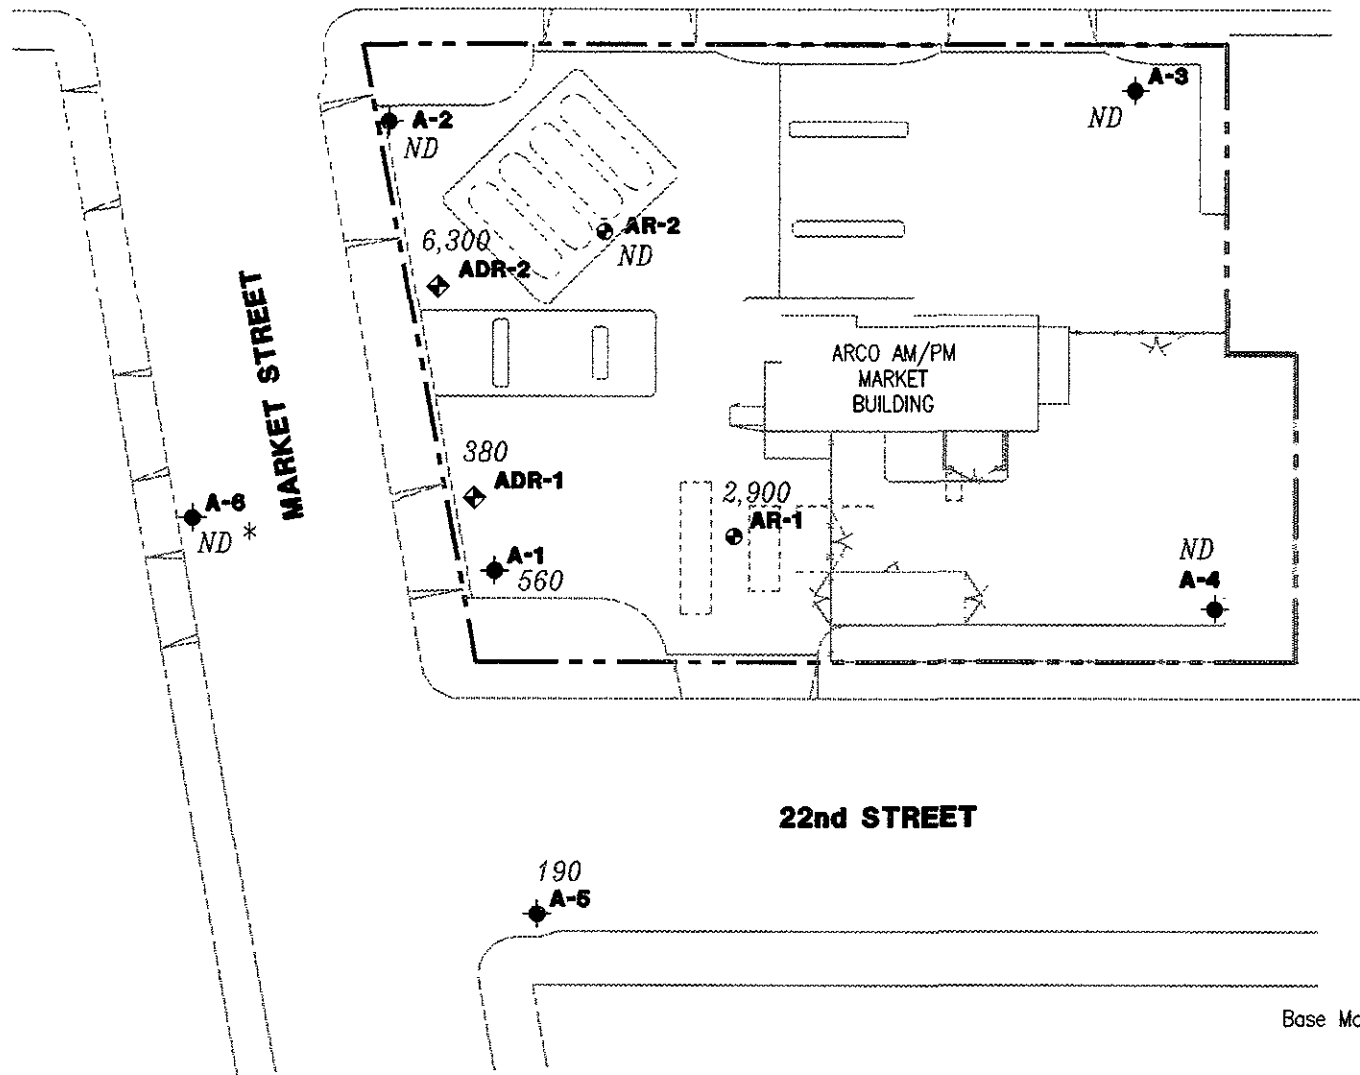 A-3
ND
A-2
ND
AR-2
ND
6,300
ADR-2
MARKET STREET
ARCO AM/PM
MARKET
BUILDING
380
ADR-1
2,900
AR-1
A-6
ND *
A-1
560
ND
A-4
22nd STREET
190
A-5
Base Ma